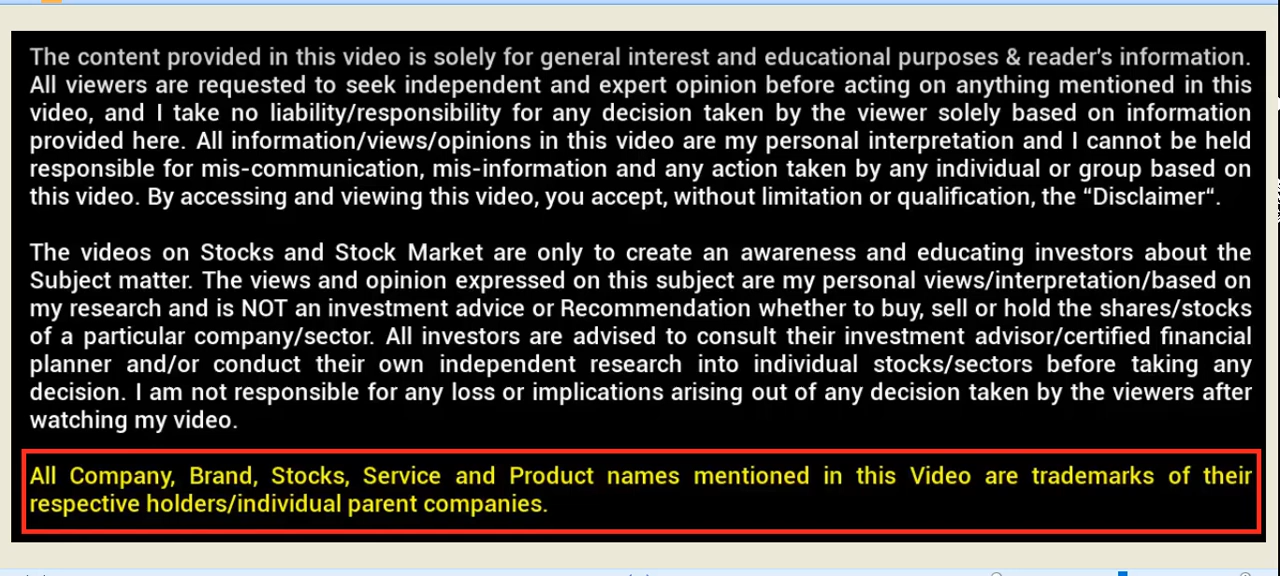 The content provided in this video is solely for general interest and educational purposes & reader's information.
All viewers are requested to seek independent and expert opinion before acting on anything mentioned in this
video, and I take no liability/responsibility for any decision taken by the viewer solely based on information
provided here. All information/views/opinions in this video are my personal interpretation and I cannot be held
responsible for mis-communication, mis-information and any action taken by any individual or group based on
this video. By accessing and viewing this video, you accept, without limitation or qualification, the “Disclaimer“.
The videos on Stocks and Stock Market are only to create an awareness and educating investors about the
Subject matter. The views and opinion expressed on this subject are my personal views/interpretation/based on
my research and is NOT an investment advice or Recommendation whether to buy, sell or hold the shares/stocks
of a particular company/sector. All investors are advised to consult their investment advisor/certified financial
planner and/or conduct their own independent research into individual stocks/sectors before taking any
decision. I am not responsible for any loss or implications arising out of any decision taken by the viewers after
watching my video.
All Company, Brand, Stocks, Service and Product names mentioned in this Video are trademarks of their
respective holders/individual parent companies.